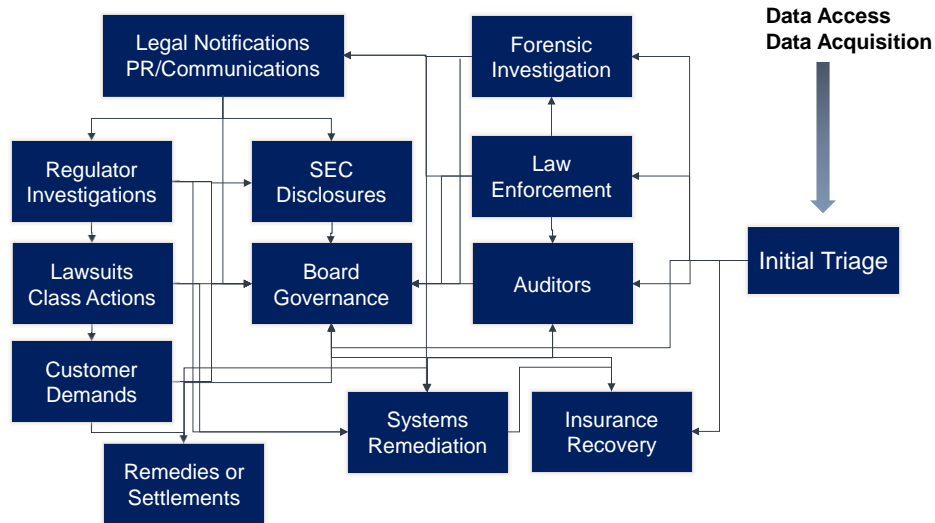 Data Access
Data Acquisition
Legal Notifications
PR/Communications
Forensic
Investigation
Regulator
Investigations
SEC
Disclosures
Law
Enforcement
Lawsuits
Class Actions
Board
Governance
Auditors
Initial Triage
Customer
Demands
Systems
Remediation
Insurance
Recovery
Remedies or
Settlements